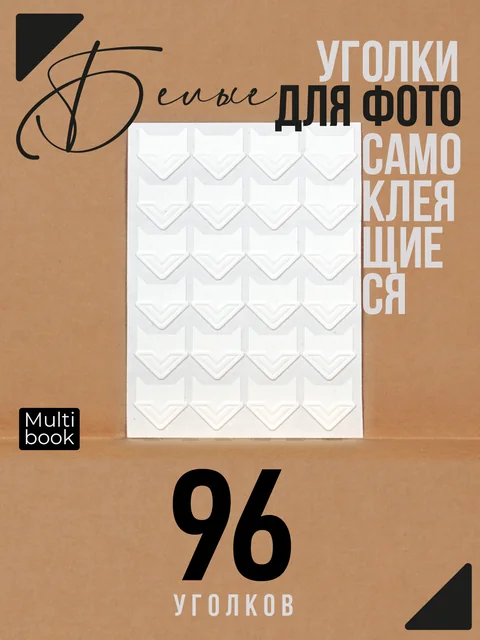 УГОЛКИ
Белые ДЛЯ ФОТО
САМО
КЛЕЯ
ЩИЕ
СЯ
Multi
book
96
УГОЛКОВ